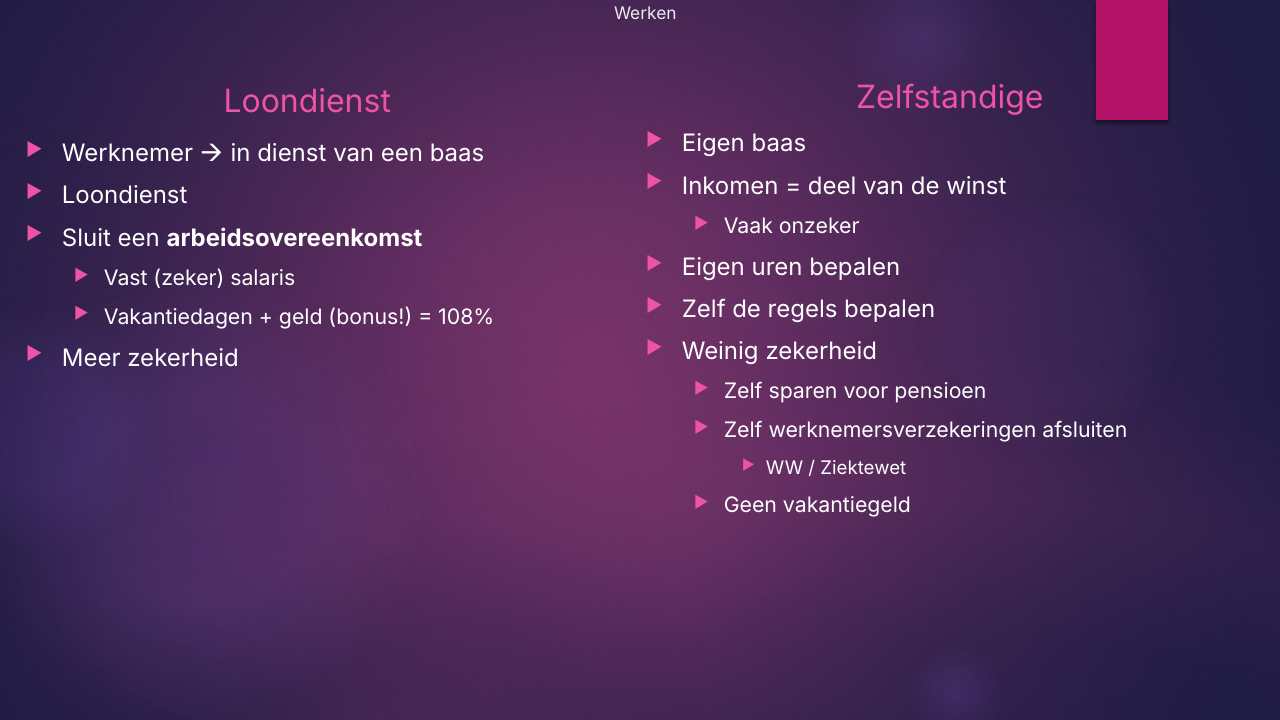 Werken
Loondienst
Werknemer → in dienst van een baas
Loondienst
Sluit een arbeidsovereenkomst
Vast (zeker) salaris
Vakantiedagen + geld (bonus!) = 108%
Meer zekerheid
Zelfstandige
Eigen baas
Inkomen = deel van de winst
Vaak onzeker
Eigen uren bepalen
Zelf de regels bepalen
Weinig zekerheid
Zelf sparen voor pensioen
Zelf werknemersverzekeringen afsluiten
WW / Ziektewet
Geen vakantiegeld